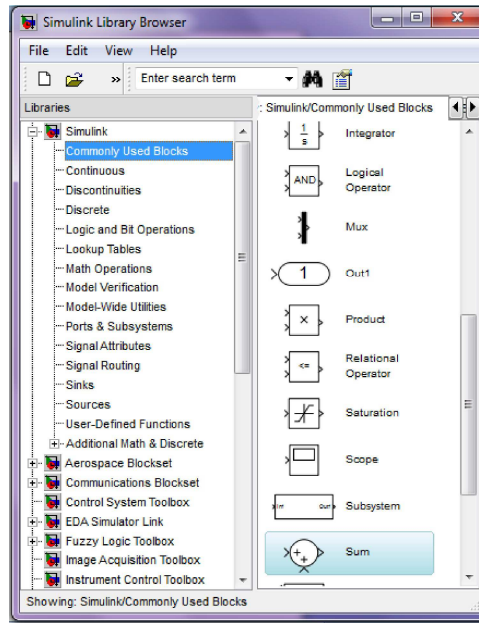 Simulink Library Browser
File Edit View Help
» Enter search term
Libraries
: Simulink/Commonly Used Blocks
Simulink
Commonly Used Blocks
Continuous
Discontinuities
Discrete
Logic and Bit Operations
Lookup Tables
Math Operations
Model Verification
Model-Wide Utilities
Ports & Subsystems
Signal Attributes
Signal Routing
Sinks
Sources
User-Defined Functions
Additional Math & Discrete
Aerospace Blockset
Communications Blockset
Control System Toolbox
EDA Simulator Link
Fuzzy Logic Toolbox
Image Acquisition Toolbox
Instrument Control Toolbox
1
s
Integrator
AND
Logical
Operator
Mux
1
Out1
×
Product
<=
Relational
Operator
Saturation
Scope
In1 Out1
Subsystem
+
+
Sum
Showing: Simulink/Commonly Used Blocks